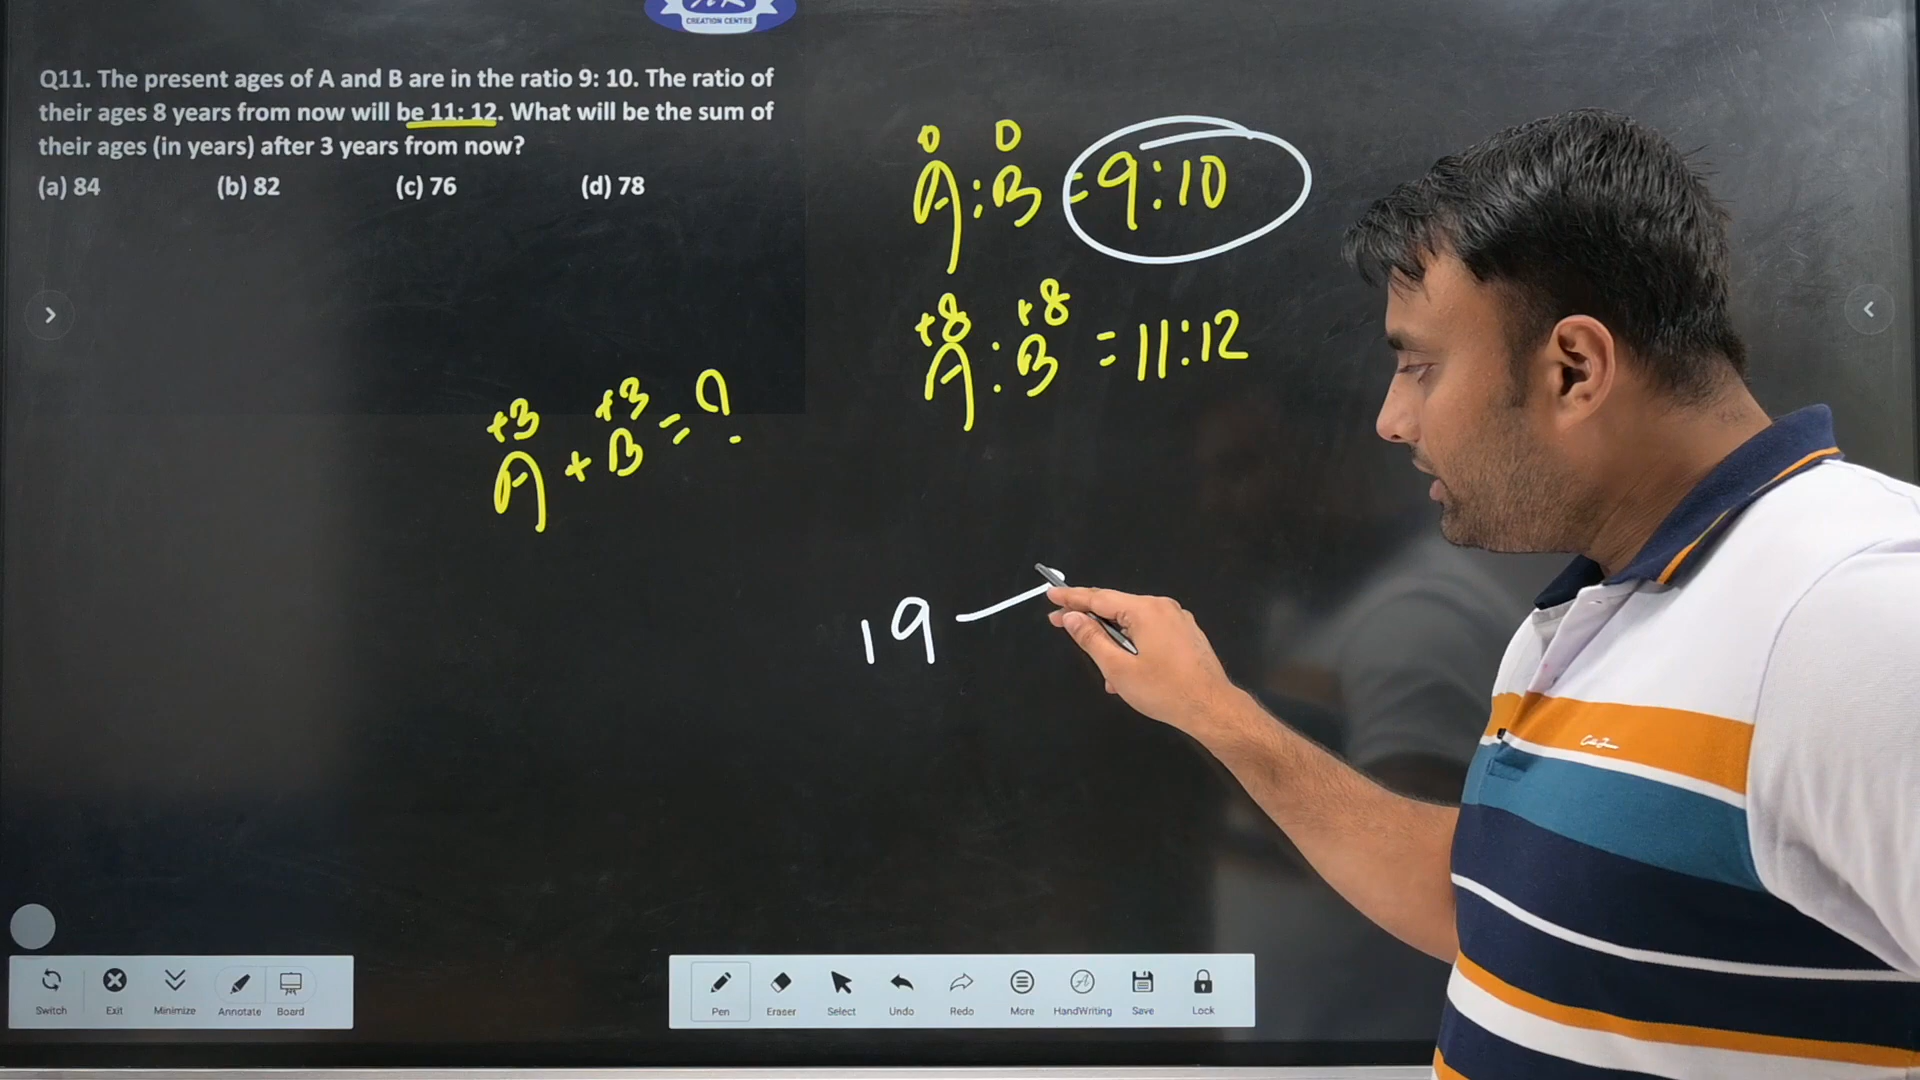 CREATION CENTRE
Q11. The present ages of A and B are in the ratio 9: 10. The ratio of
their ages 8 years from now will be 11: 12. What will be the sum of
their ages (in years) after 3 years from now?
(a) 84 (b) 82 (c) 76 (d) 78
0 0
A:B = 9:10
+8 +8
A:B = 11:12
+3 +3
A + B = ?
19
Switch Exit Minimize Annotate Board
Pen Eraser Select Undo Redo More HandWriting Save Lock